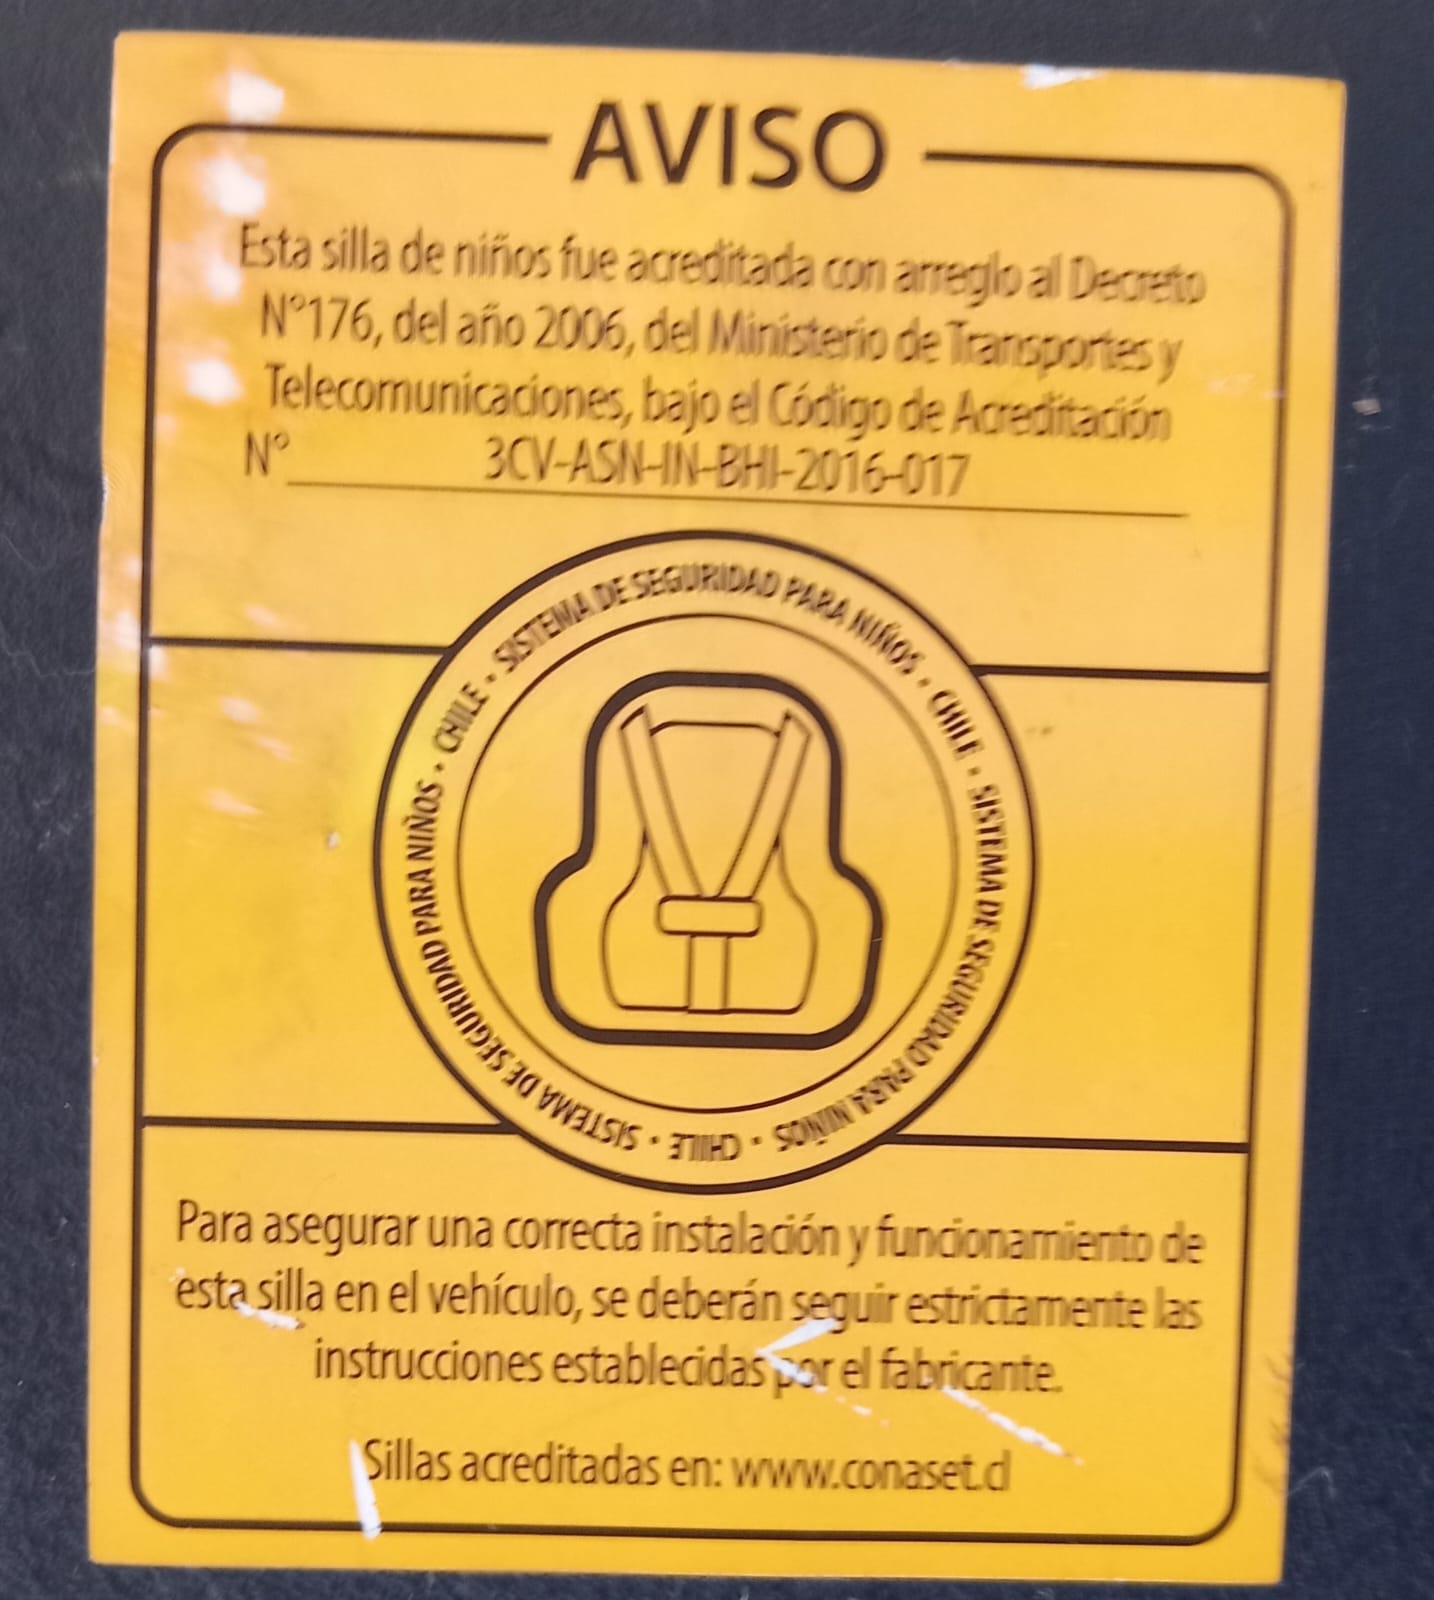 AVISO
Esta silla de niños fue acreditada con arreglo al Decreto
N°176, del año 2006, del Ministerio de Transportes y
Telecomunicaciones, bajo el Código de Acreditación
N° 3CV-ASN-IN-BHI-2016-017
SISTEMA DE SEGURIDAD PARA NIÑOS • CHILE • SISTEMA DE SEGURIDAD PARA NIÑOS • CHILE • SISTEMA DE SEGURIDAD PARA NIÑOS • CHILE •
Para asegurar una correcta instalación y funcionamiento de
esta silla en el vehículo, se deberán seguir estrictamente las
instrucciones establecidas por el fabricante.
Sillas acreditadas en: www.conaset.cl